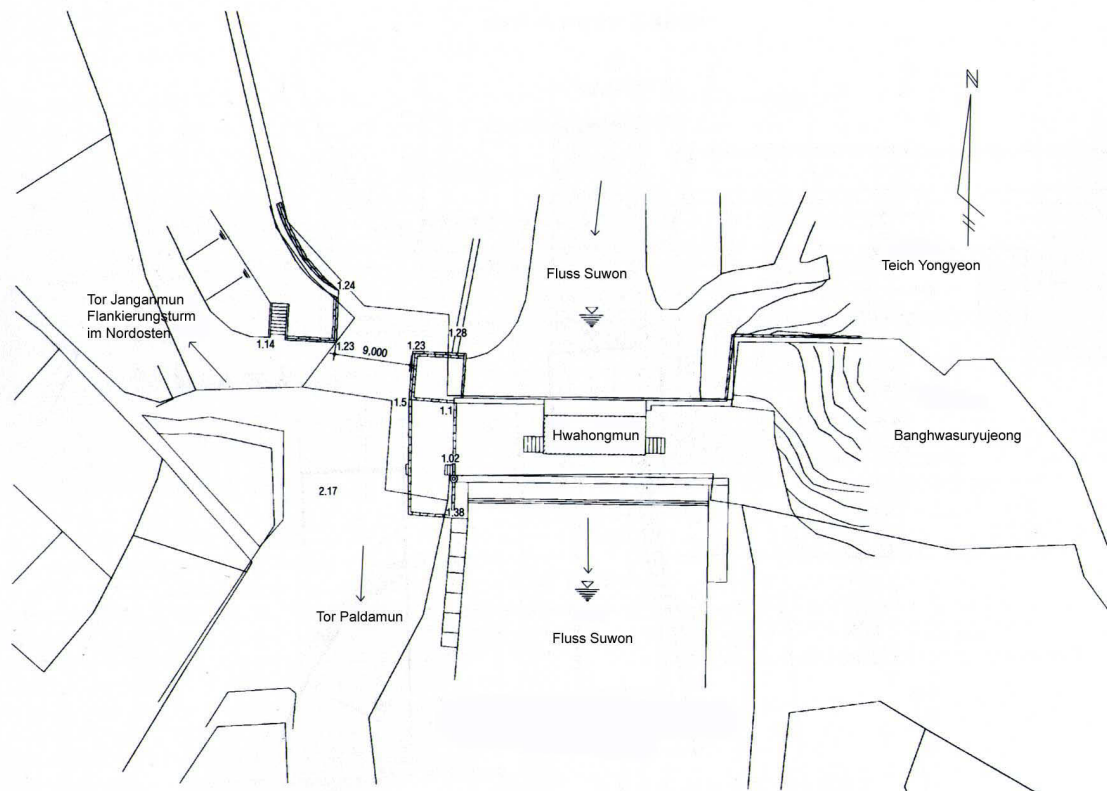 N
Teich Yongyeon
Fluss Suwon
Tor Janganmun
Flankierungsturm
im Nordosten
1.24
1.28
1.14
1.23
9,000
1.23
1.5
1.1
Hwahongmun
Banghwasuryujeong
1.02
2.17
1.38
Tor Paldamun
Fluss Suwon